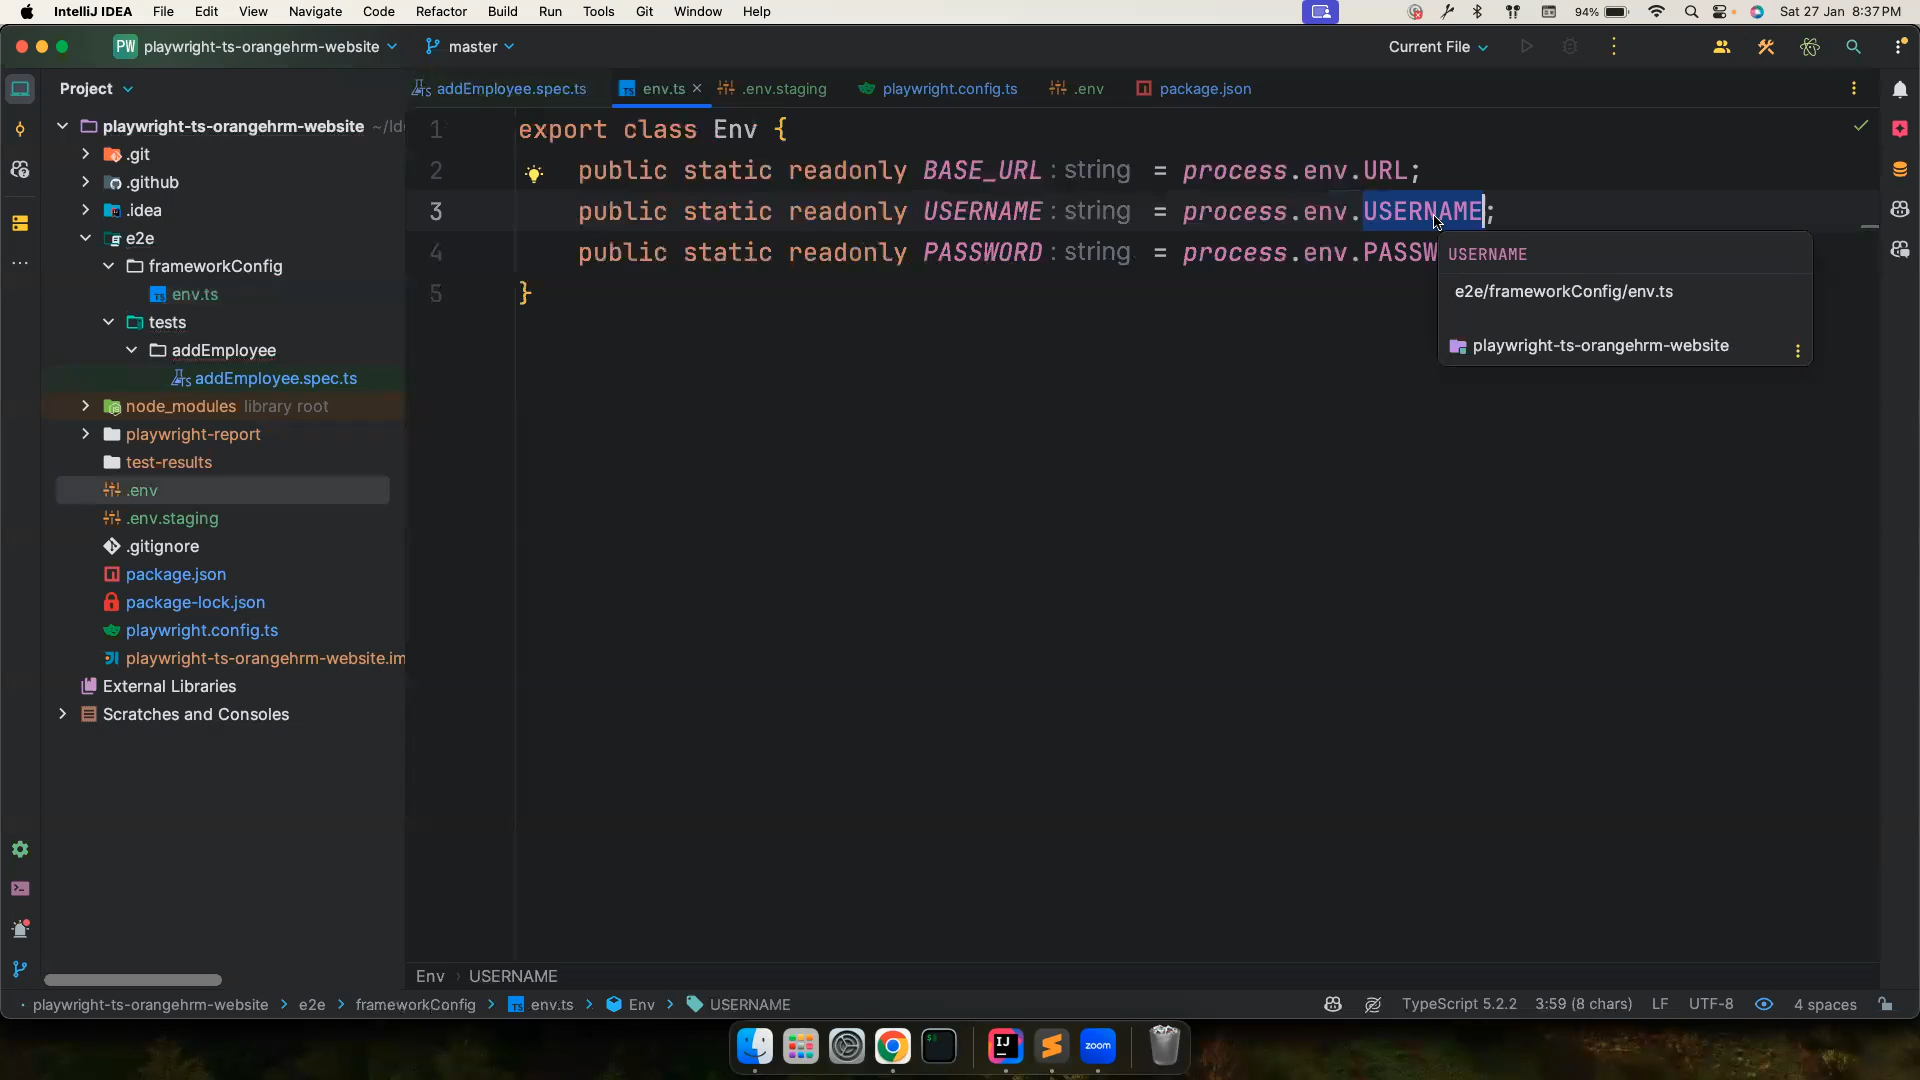 IntelliJ IDEA File Edit View Navigate Code Refactor Build Run Tools Git Window Help 94% Sat 27 Jan 8:37 PM
PW playwright-ts-orangehrm-website master Current File
Project addEmployee.spec.ts env.ts .env.staging playwright.config.ts .env package.json
playwright-ts-orangehrm-website ~/Id
.git
.github
.idea
e2e
frameworkConfig
env.ts
tests
addEmployee
addEmployee.spec.ts
node_modules library root
playwright-report
test-results
.env
.env.staging
.gitignore
package.json
package-lock.json
playwright.config.ts
playwright-ts-orangehrm-website.im
External Libraries
Scratches and Consoles
1 export class Env {
2 public static readonly BASE_URL : string = process.env.URL;
3 public static readonly USERNAME : string = process.env.USERNAME;
4 public static readonly PASSWORD : string = process.env.PASSW
5 }
USERNAME
e2e/frameworkConfig/env.ts
playwright-ts-orangehrm-website
Env USERNAME
playwright-ts-orangehrm-website e2e frameworkConfig env.ts Env USERNAME TypeScript 5.2.2 3:59 (8 chars) LF UTF-8 4 spaces
IJ zoom